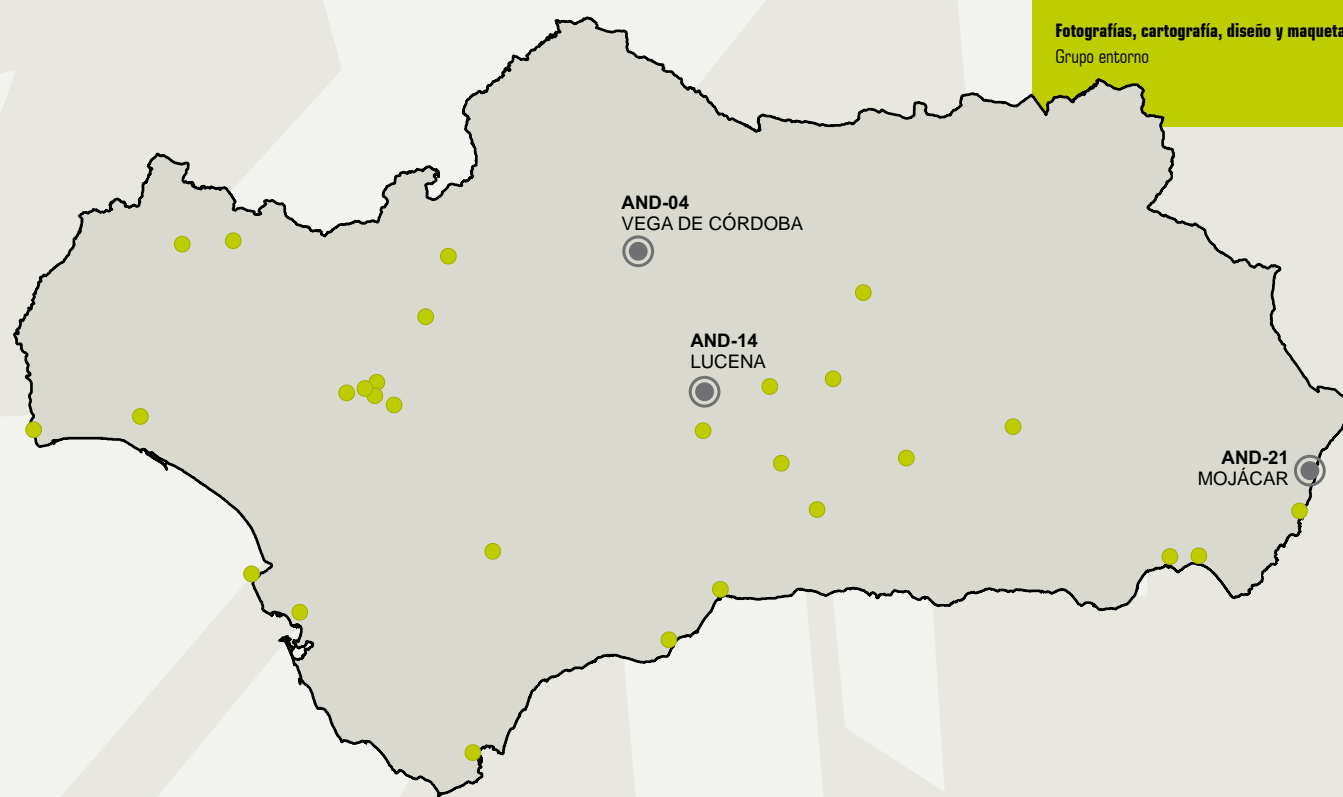 Fotografías, cartografía, diseño y maqueta
Grupo entorno
AND-04
VEGA DE CÓRDOBA
AND-14
LUCENA
AND-21
MOJÁCAR